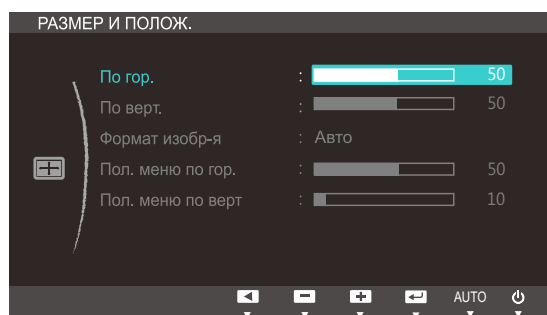 РАЗМЕР И ПОЛОЖ.
По гор. : 50
По верт. : 50
Формат изобр-я : Авто
Пол. меню по гор. : 50
Пол. меню по верт : 10
AUTO